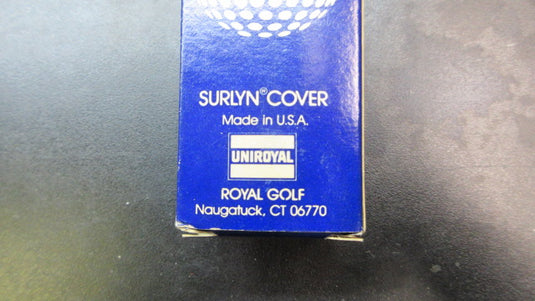 SURLYN® COVER
Made in U.S.A.
UNIROYAL
ROYAL GOLF
Naugatuck, CT 06770